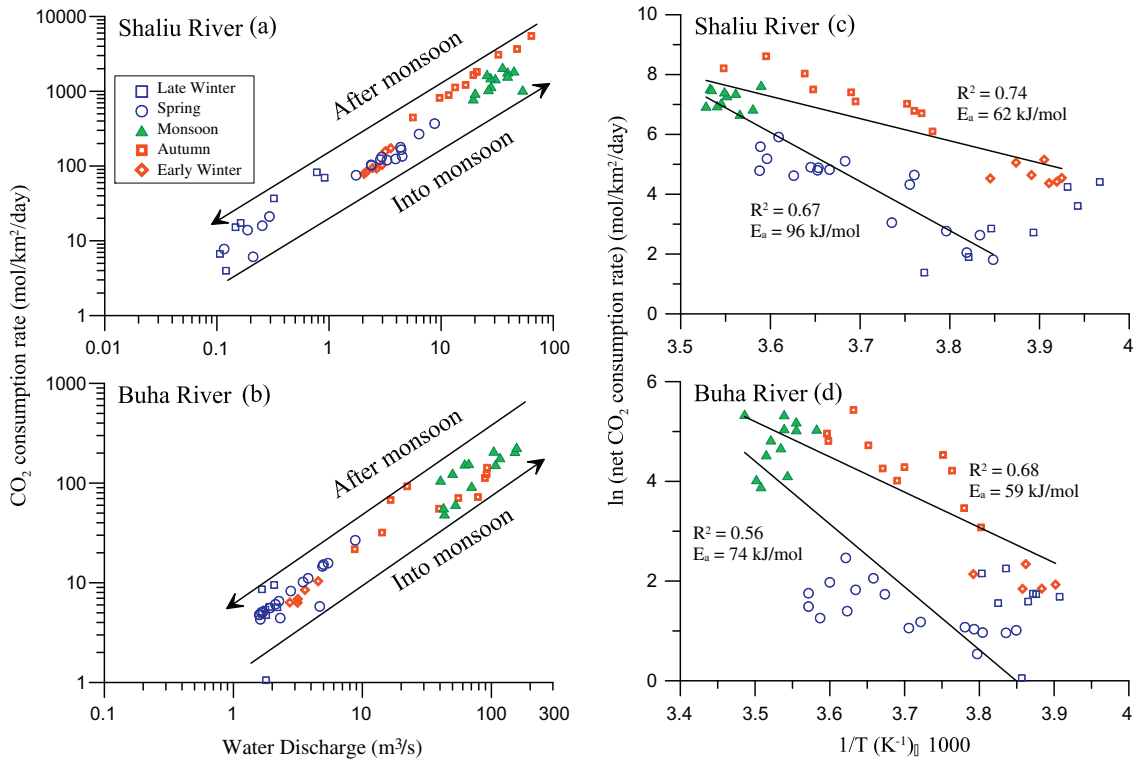 Shaliu River (a)
10000
1000
100
10
1
0.01
0.1
1
10
100
Late Winter
Spring
Monsoon
Autumn
Early Winter
After monsoon
Into monsoon
CO₂ consumption rate (mol/km²/day)
Buha River (b)
1000
100
10
1
0.1
1
10
100
300
After monsoon
Into monsoon
Water Discharge (m³/s)
Shaliu River (c)
10
8
6
4
2
0
3.5
3.6
3.7
3.8
3.9
4
R² = 0.74
Eₐ = 62 kJ/mol
R² = 0.67
Eₐ = 96 kJ/mol
ln (net CO₂ consumption rate) (mol/km²/day)
Buha River (d)
6
4
2
0
3.4
3.5
3.6
3.7
3.8
3.9
4
R² = 0.68
Eₐ = 59 kJ/mol
R² = 0.56
Eₐ = 74 kJ/mol
1/T (K⁻¹)▯ 1000